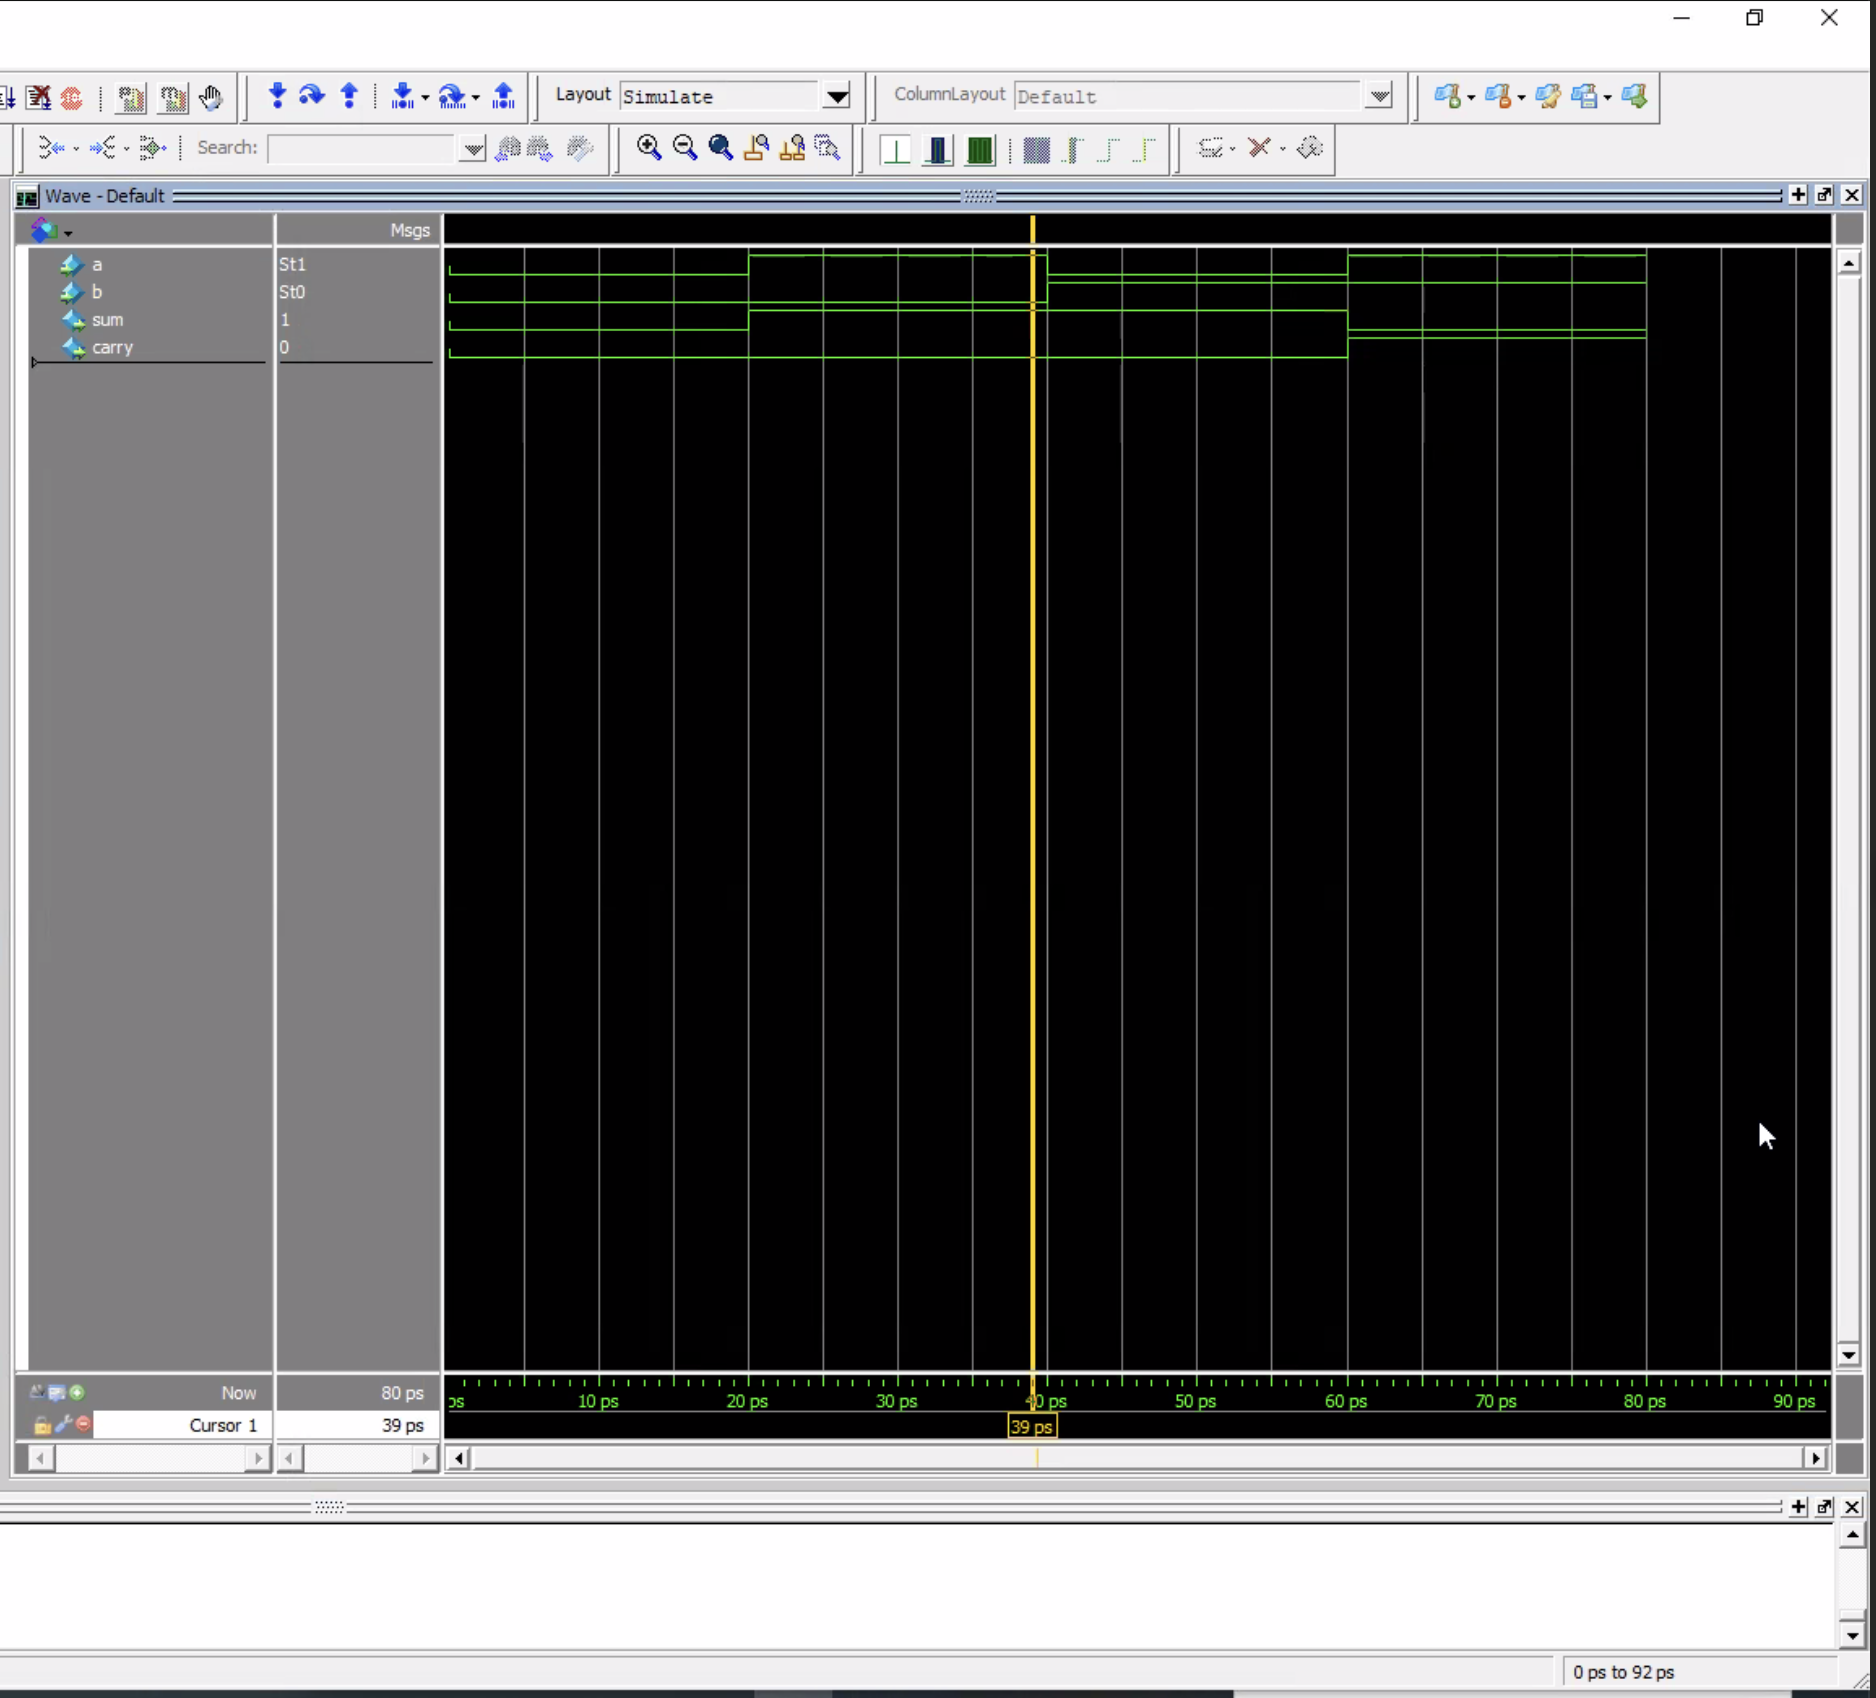 Layout Simulate ColumnLayout Default
Search:
Wave - Default
Msgs
a St1
b St0
sum 1
carry 0
Now 80 ps
ps 10 ps 20 ps 30 ps 40 ps 50 ps 60 ps 70 ps 80 ps 90 ps
Cursor 1 39 ps 39 ps
0 ps to 92 ps